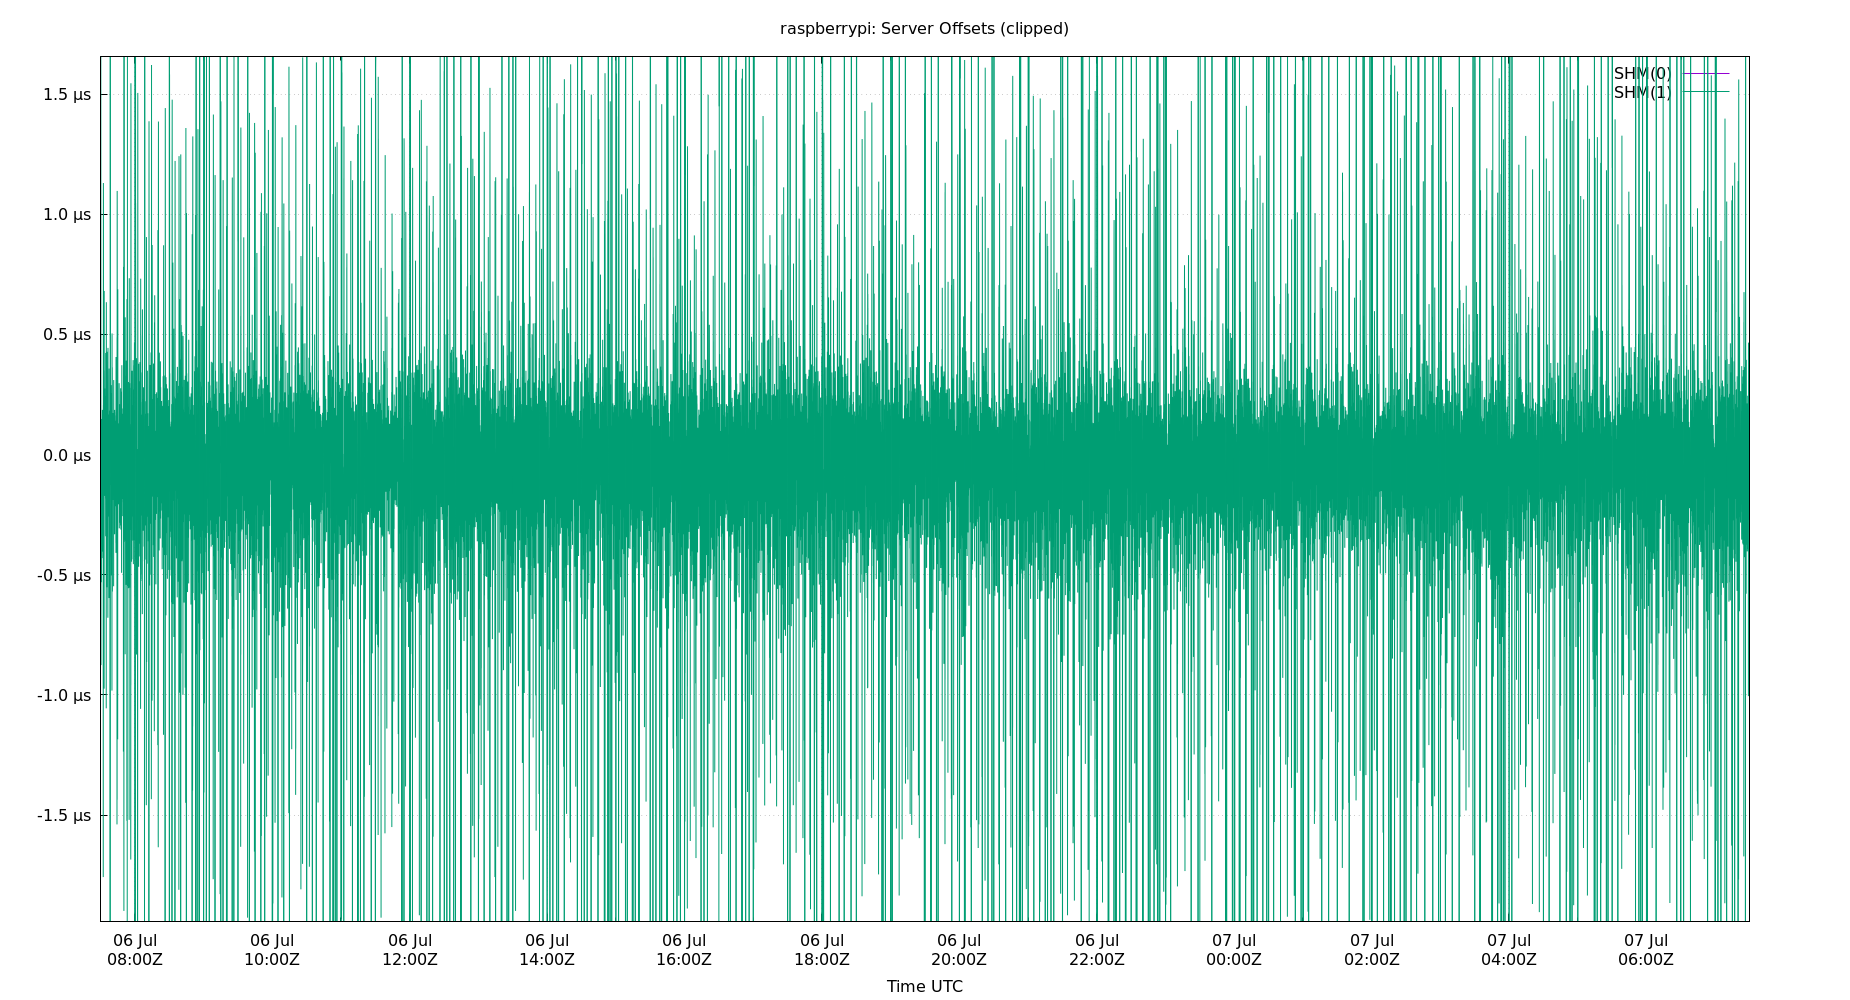 raspberrypi: Server Offsets (clipped)
SHM(0)
SHM(1)
1.5 µs
1.0 µs
0.5 µs
0.0 µs
-0.5 µs
-1.0 µs
-1.5 µs
06 Jul 06 Jul 06 Jul 06 Jul 06 Jul 06 Jul 06 Jul 06 Jul 07 Jul 07 Jul 07 Jul 07 Jul
08:00Z 10:00Z 12:00Z 14:00Z 16:00Z 18:00Z 20:00Z 22:00Z 00:00Z 02:00Z 04:00Z 06:00Z
Time UTC